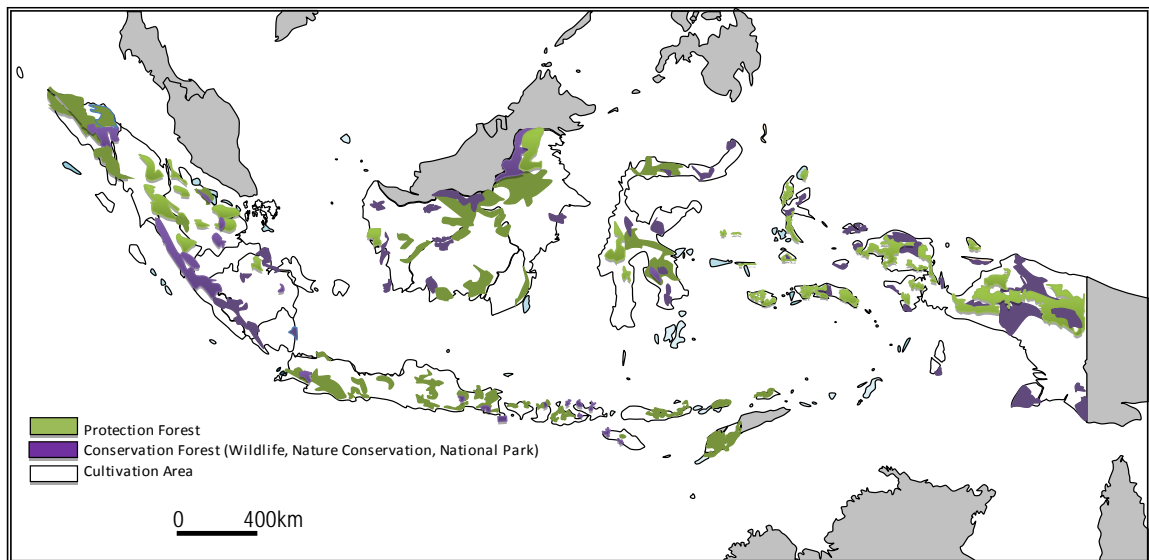 Protection Forest
Conservation Forest (Wildlife, Nature Conservation, National Park)
Cultivation Area
0 400km